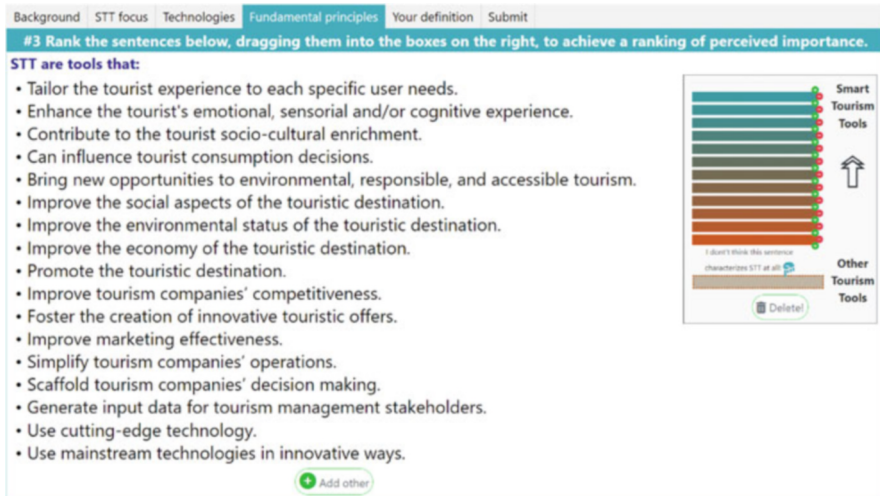 Background STT focus Technologies Fundamental principles Your definition Submit
#3 Rank the sentences below, dragging them into the boxes on the right, to achieve a ranking of perceived importance.
STT are tools that:
• Tailor the tourist experience to each specific user needs.
• Enhance the tourist's emotional, sensorial and/or cognitive experience.
• Contribute to the tourist socio-cultural enrichment.
• Can influence tourist consumption decisions.
• Bring new opportunities to environmental, responsible, and accessible tourism.
• Improve the social aspects of the touristic destination.
• Improve the environmental status of the touristic destination.
• Improve the economy of the touristic destination.
• Promote the touristic destination.
• Improve tourism companies' competitiveness.
• Foster the creation of innovative touristic offers.
• Improve marketing effectiveness.
• Simplify tourism companies' operations.
• Scaffold tourism companies' decision making.
• Generate input data for tourism management stakeholders.
• Use cutting-edge technology.
• Use mainstream technologies in innovative ways.
Add other
Smart
Tourism
Tools
I don't think this sentence
characterizes STT at all!
Other
Tourism
Tools
Delete!